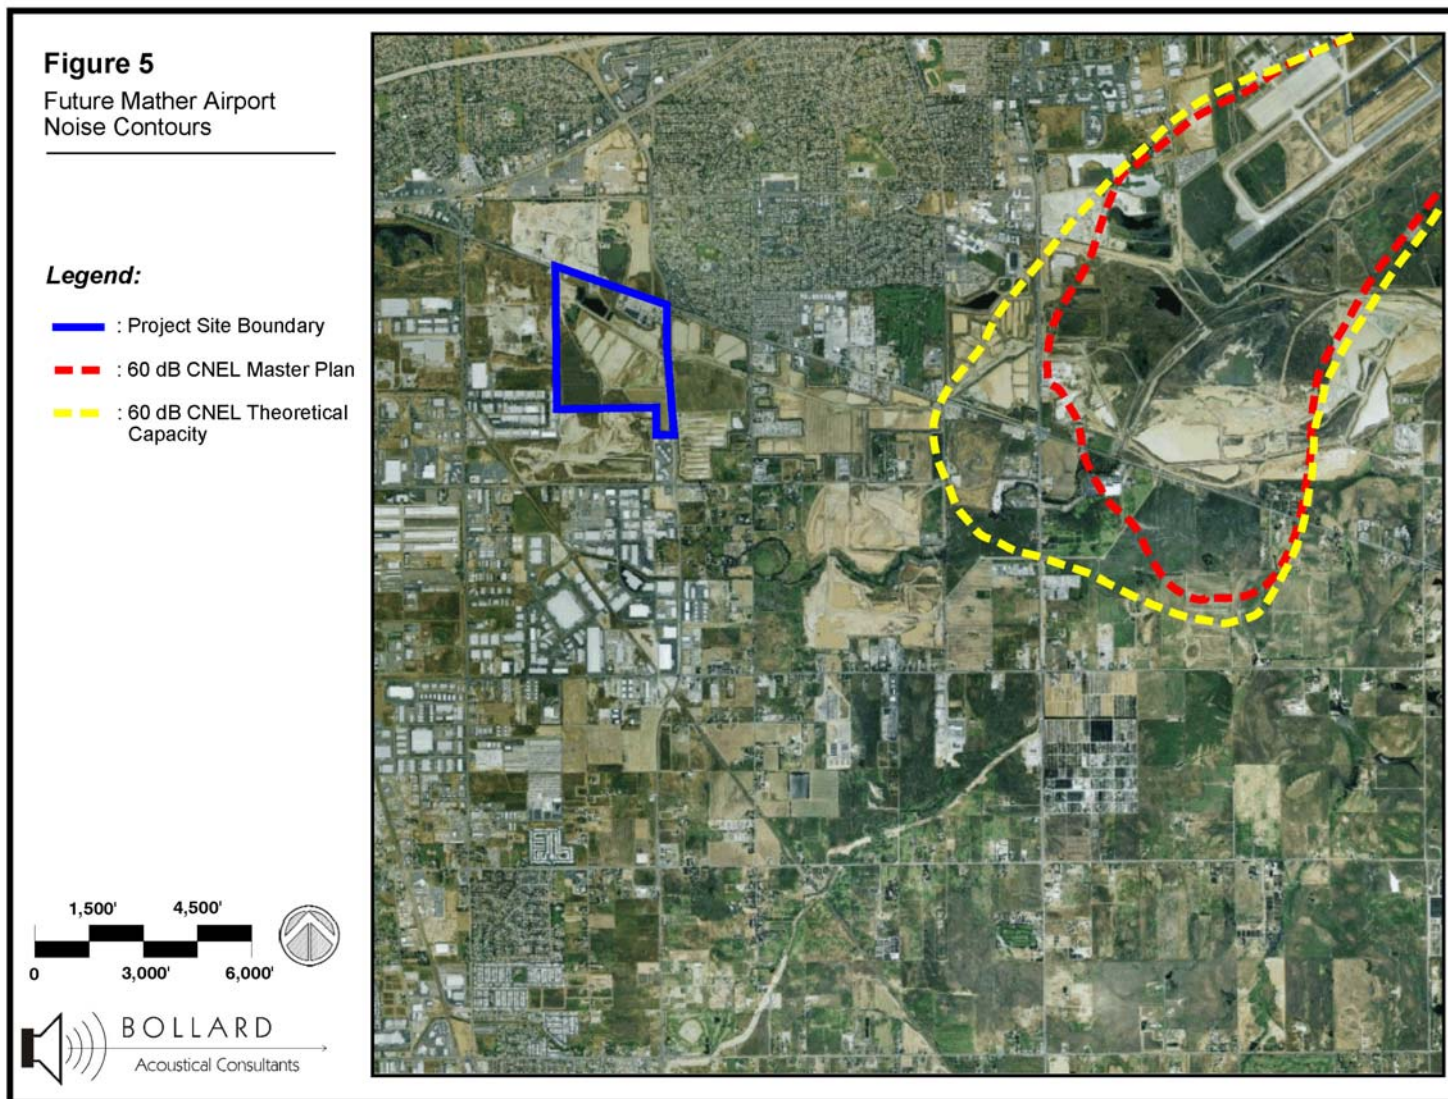 Figure 5
Future Mather Airport
Noise Contours
Legend:
: Project Site Boundary
: 60 dB CNEL Master Plan
: 60 dB CNEL Theoretical
Capacity
1,500' 4,500'
0 3,000' 6,000'
BOLLARD
Acoustical Consultants